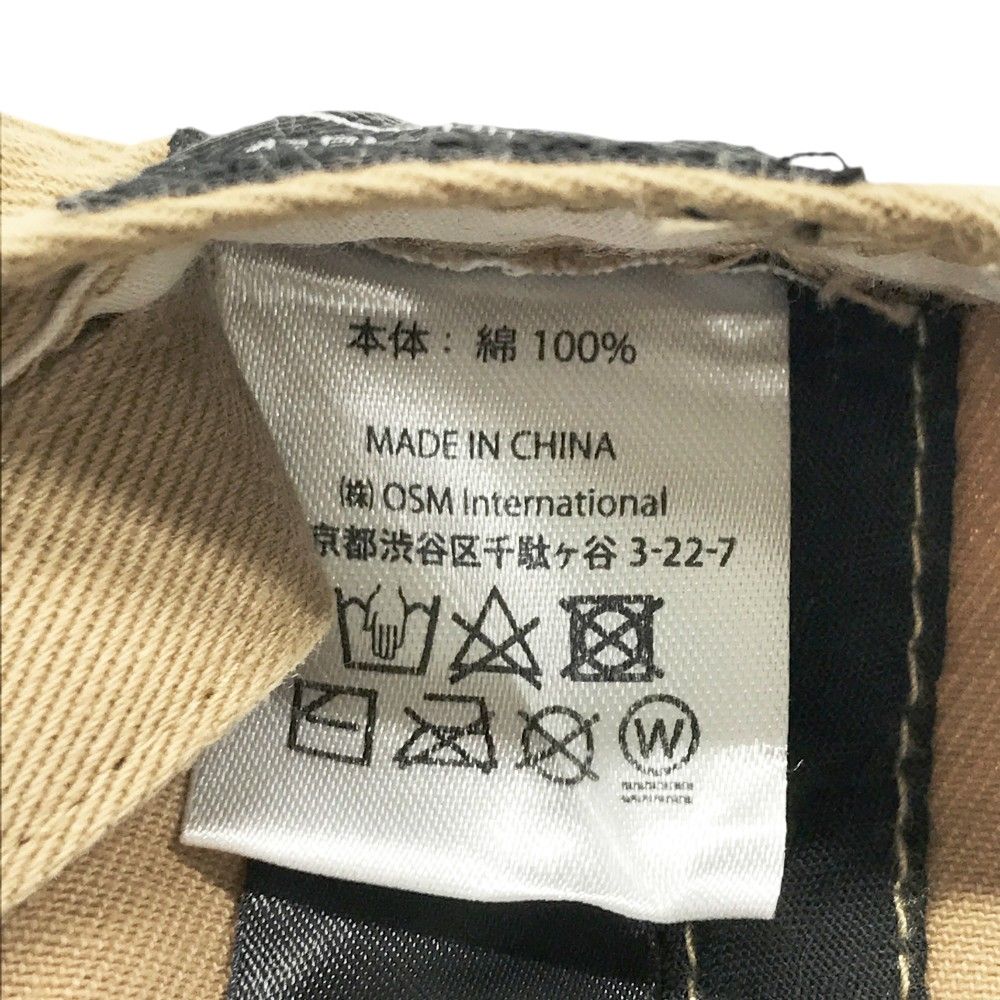 本体：綿 100%
MADE IN CHINA
(株) OSM International
京都渋谷区千駄ヶ谷 3-22-7
W